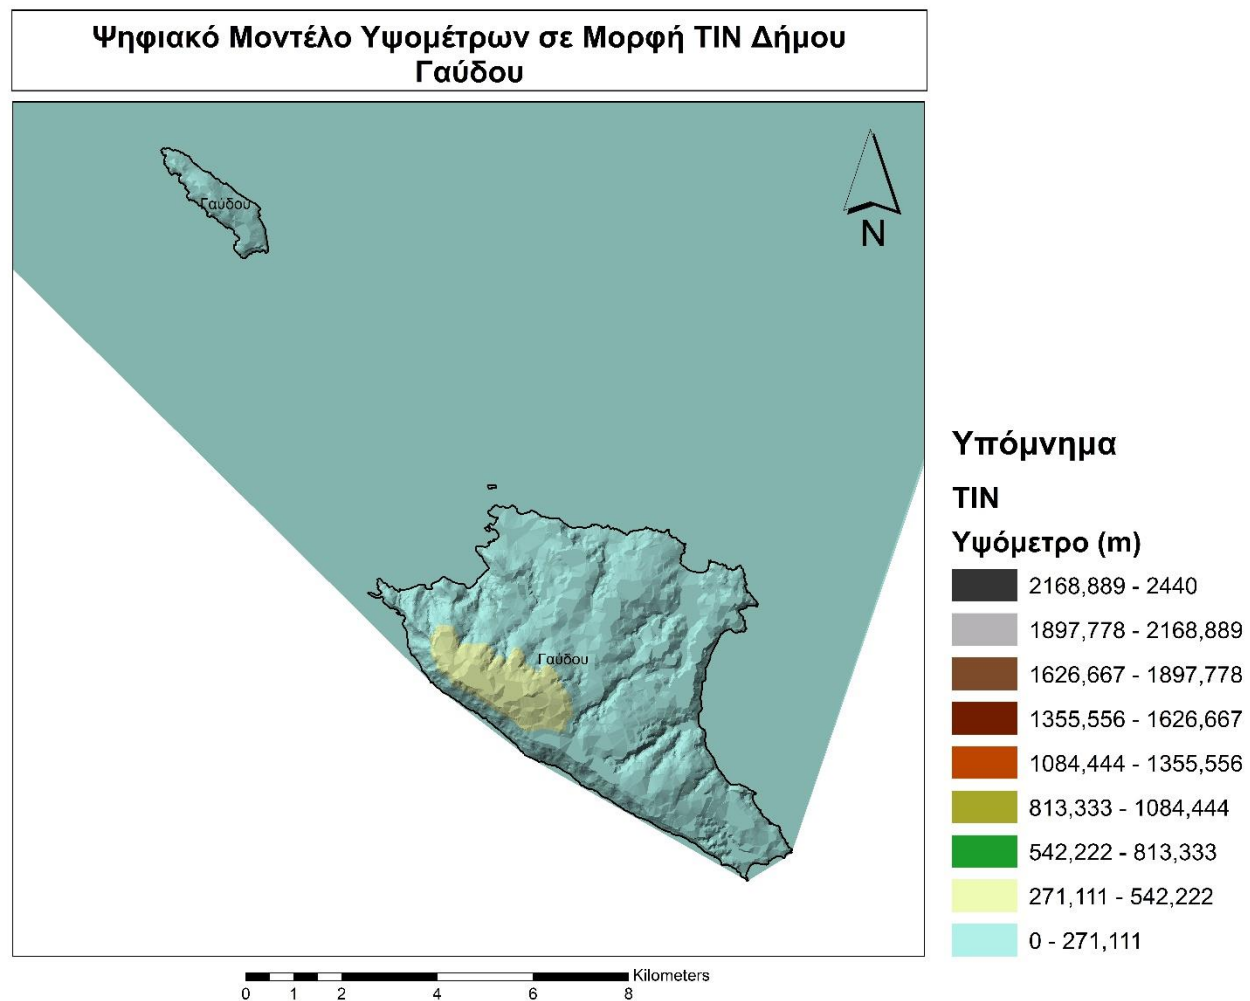 Ψηφιακό Μοντέλο Υψομέτρων σε Μορφή TIN Δήμου
Γαύδου
Γαύδου
N
Γαύδου
Υπόμνημα
TIN
Υψόμετρο (m)
2168,889 - 2440
1897,778 - 2168,889
1626,667 - 1897,778
1355,556 - 1626,667
1084,444 - 1355,556
813,333 - 1084,444
542,222 - 813,333
271,111 - 542,222
0 - 271,111
Kilometers
0 1 2 4 6 8